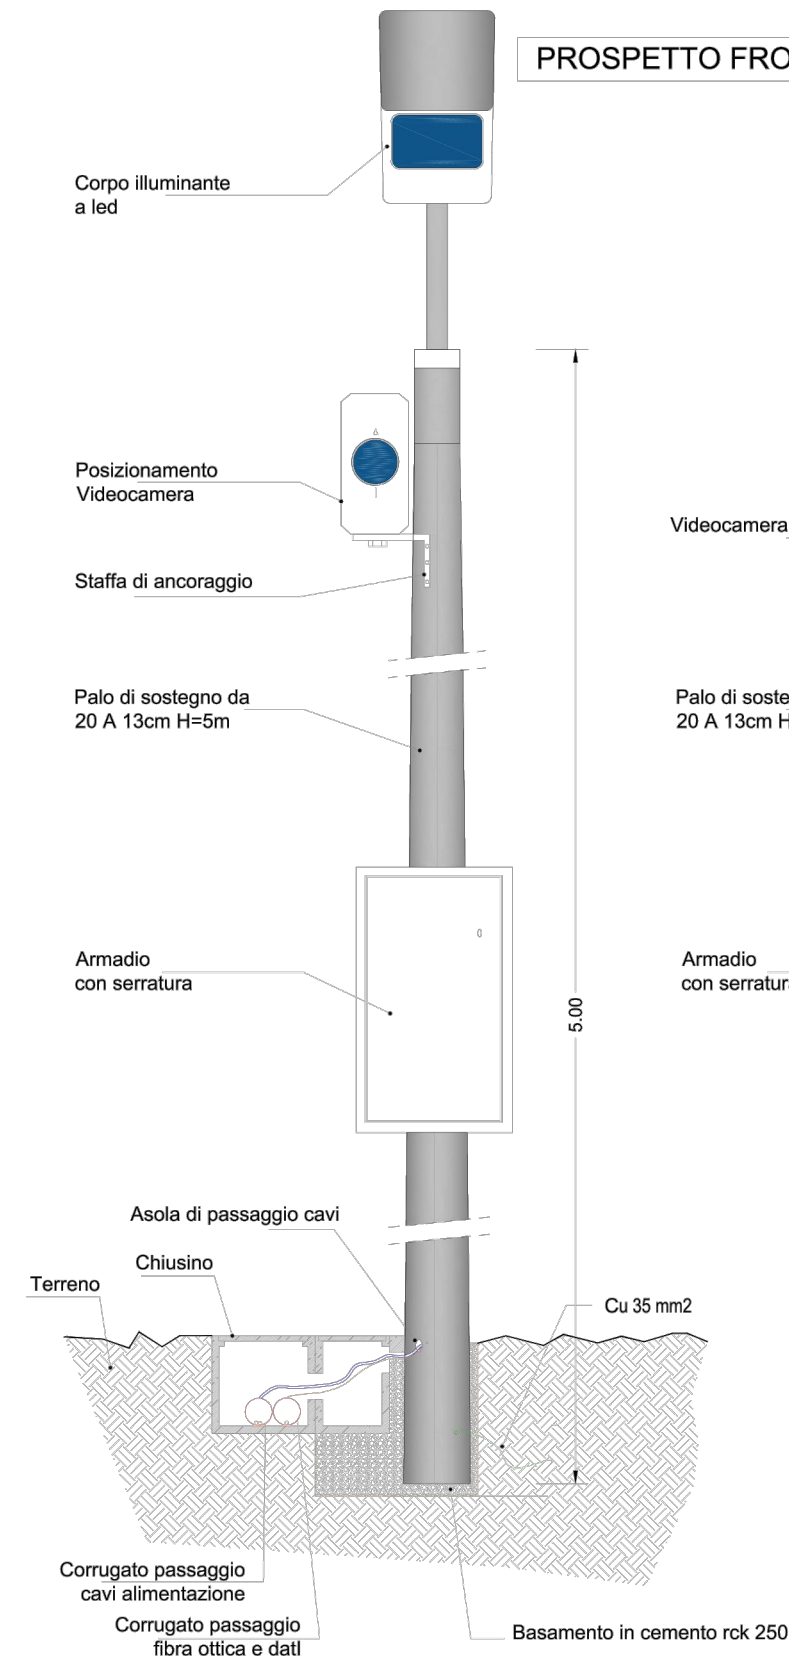 PROSPETTO FRO
Corpo illuminante
a led
Posizionamento
Videocamera
Videocamera
Staffa di ancoraggio
Palo di sostegno da
20 A 13cm H=5m
Palo di soste
20 A 13cm H
Armadio
con serratura
Armadio
con serratura
5.00
Asola di passaggio cavi
Chiusino
Terreno
Cu 35 mm2
Corrugato passaggio
cavi alimentazione
Corrugato passaggio
fibra ottica e datI
Basamento in cemento rck 250